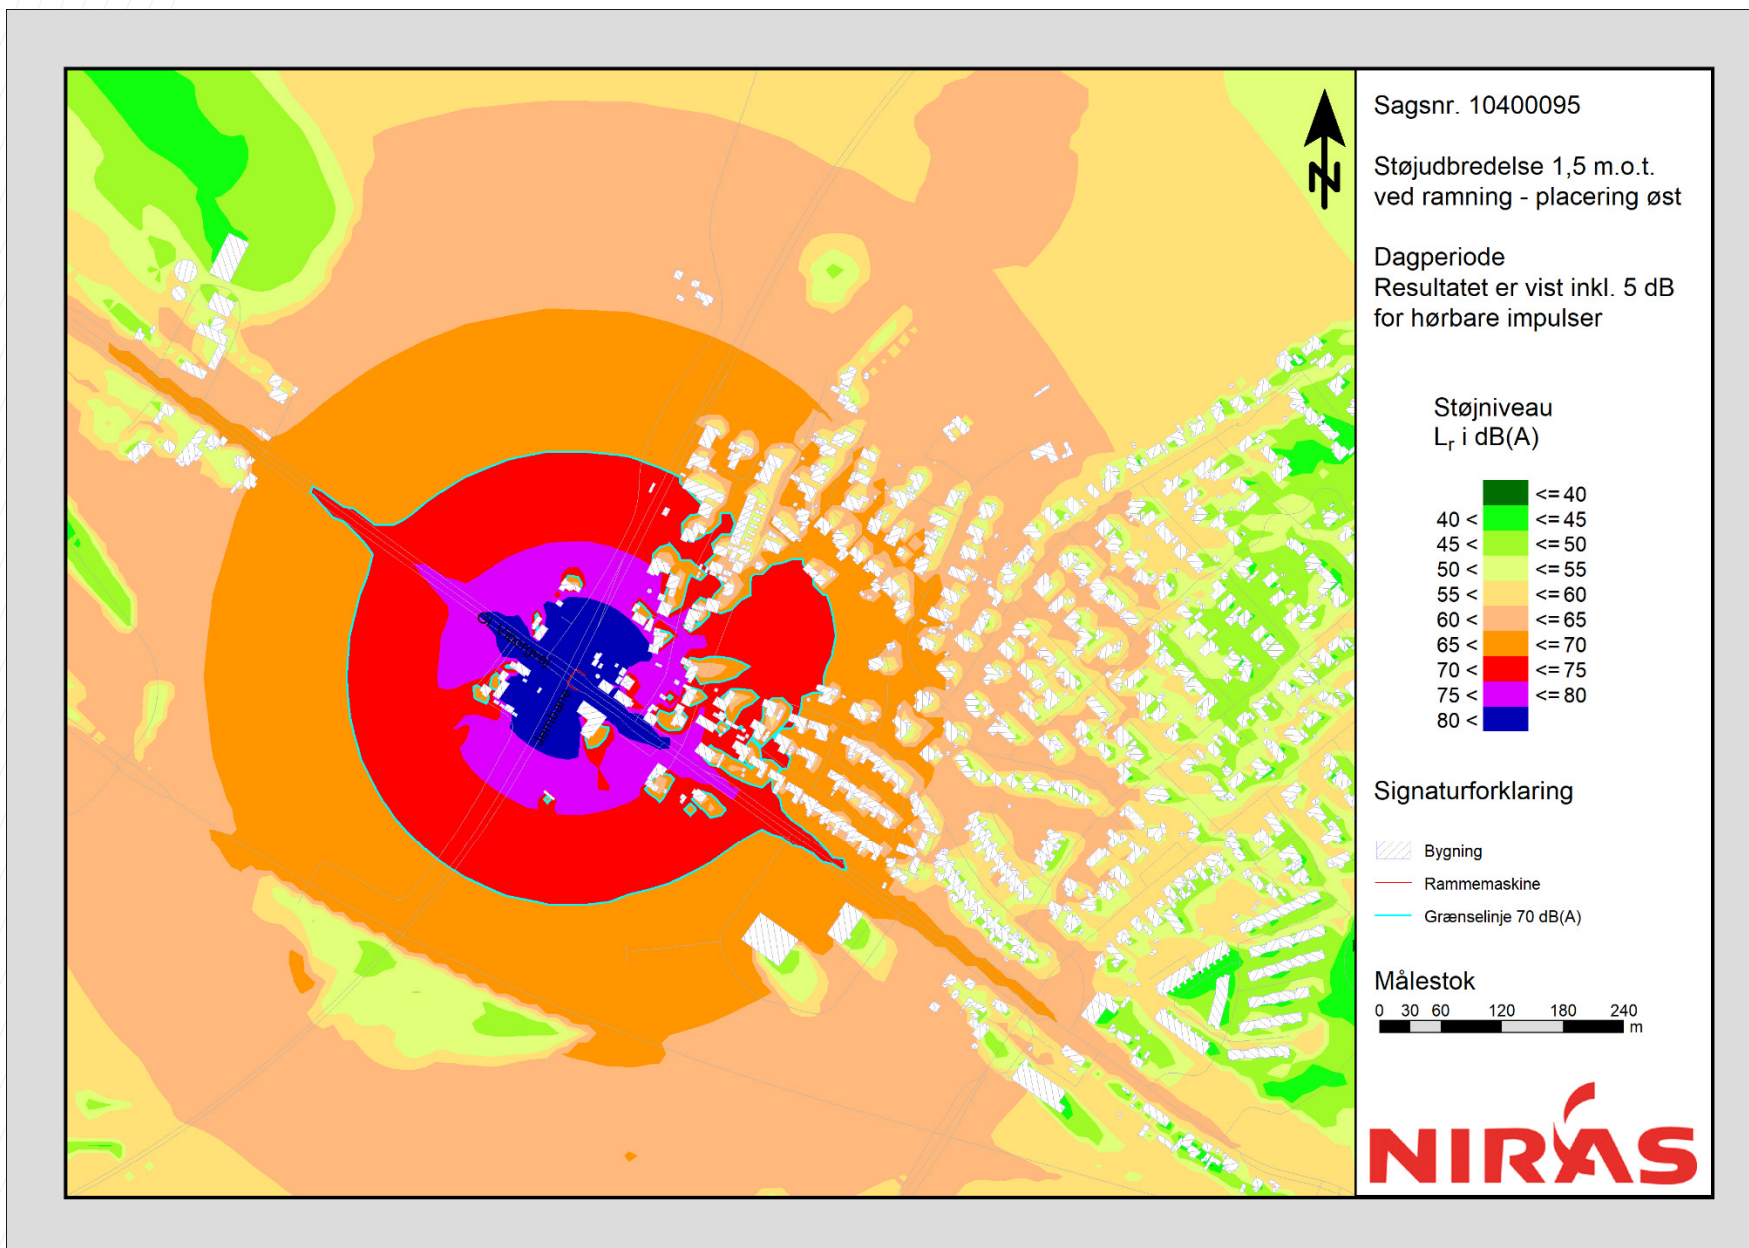 Sagsnr. 10400095
Støjudbredelse 1,5 m.o.t.
ved ramning - placering øst
Dagperiode
Resultatet er vist inkl. 5 dB
for hørbare impulser
Støjniveau
Lr i dB(A)
<= 40
40 < <= 45
45 < <= 50
50 < <= 55
55 < <= 60
60 < <= 65
65 < <= 70
70 < <= 75
75 < <= 80
80 <
Signaturforklaring
Bygning
Rammemaskine
Grænselinje 70 dB(A)
Målestok
0 30 60 120 180 240
m
NIRAS
N